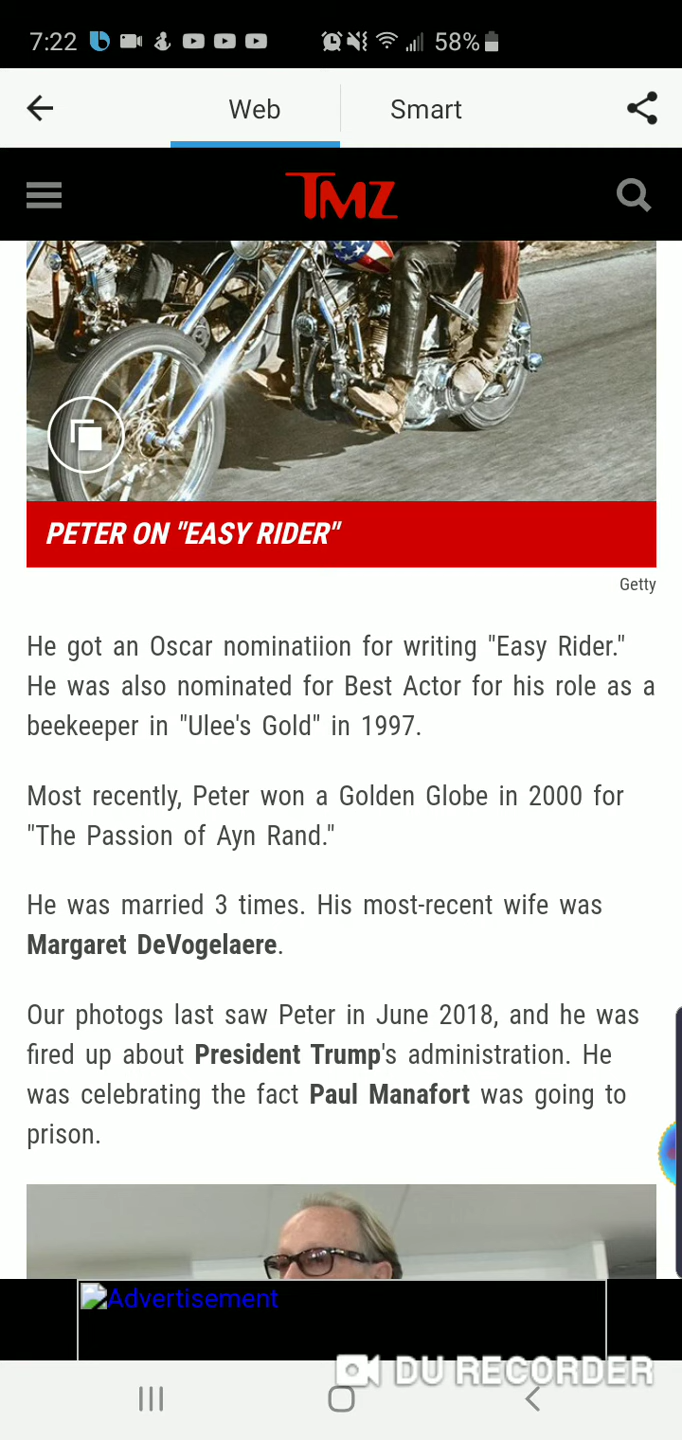 7:22 58%
Web Smart
TMZ
PETER ON "EASY RIDER"
Getty
He got an Oscar nominatiion for writing "Easy Rider."
He was also nominated for Best Actor for his role as a
beekeeper in "Ulee's Gold" in 1997.
Most recently, Peter won a Golden Globe in 2000 for
"The Passion of Ayn Rand."
He was married 3 times. His most-recent wife was
Margaret DeVogelaere.
Our photogs last saw Peter in June 2018, and he was
fired up about President Trump's administration. He
was celebrating the fact Paul Manafort was going to
prison.
Advertisement
DU RECORDER